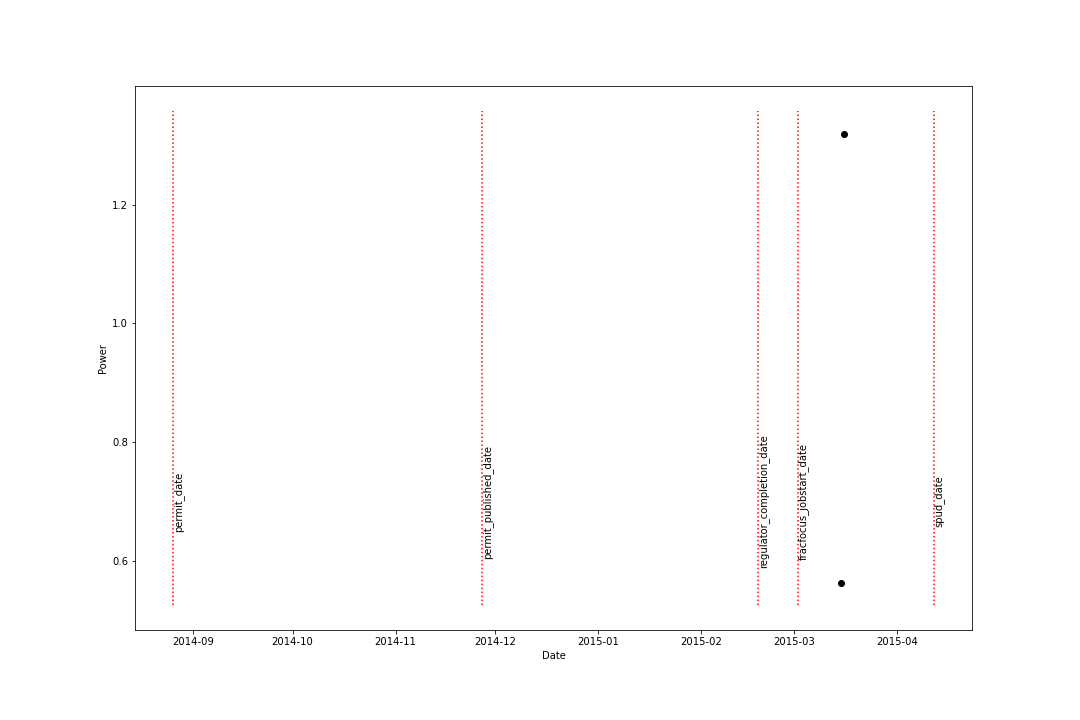 1.2
1.0
0.8
0.6
Power
permit_date
permit_published_date
regulator_completion_date
fracfocus_jobstart_date
spud_date
2014-09 2014-10 2014-11 2014-12 2015-01 2015-02 2015-03 2015-04
Date